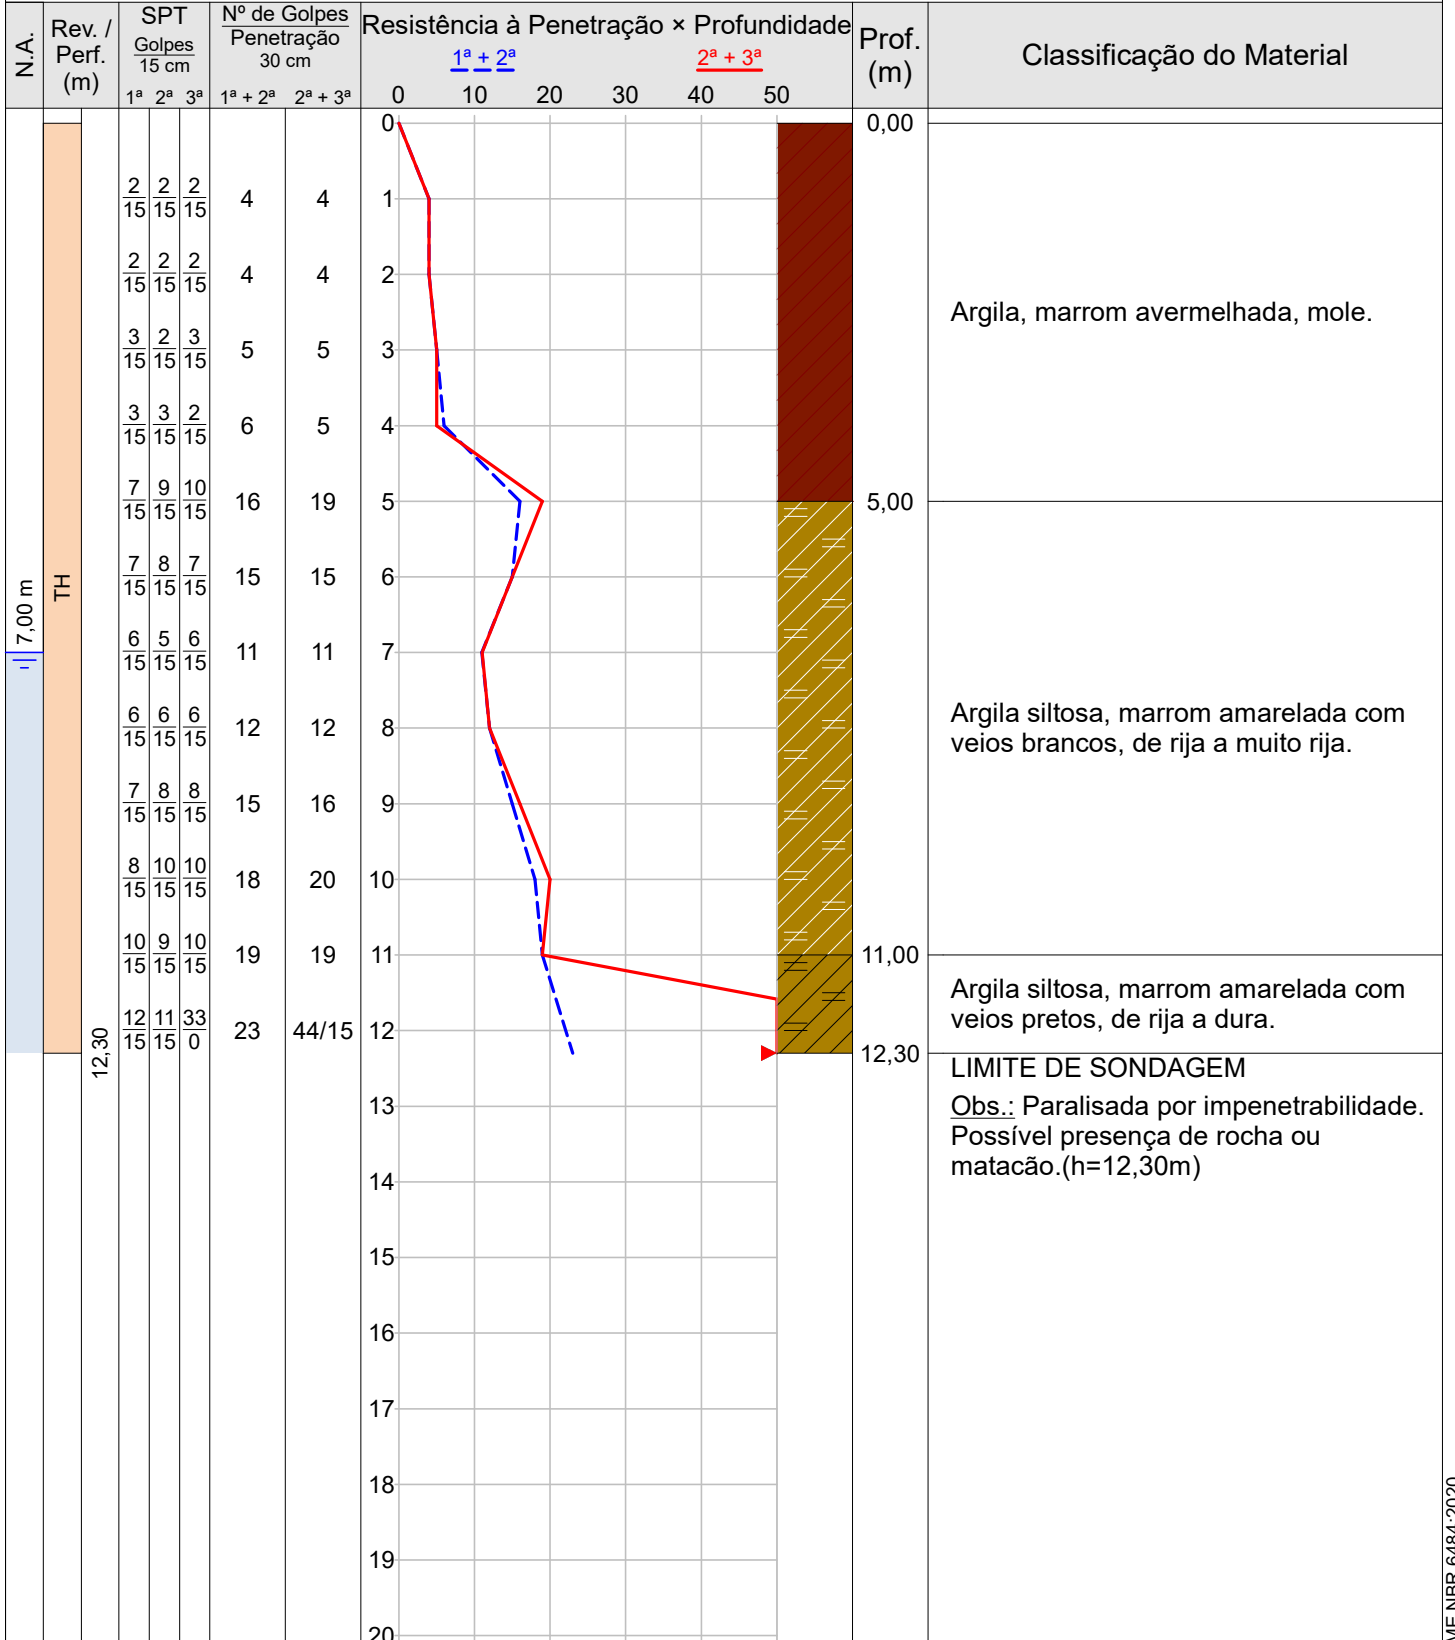 N.A.
Rev. /
Perf.
(m)
SPT
Golpes
15 cm
1ª 2ª 3ª
Nº de Golpes
Penetração
30 cm
1ª + 2ª 2ª + 3ª
Resistência à Penetração × Profundidade
1ª + 2ª 2ª + 3ª
0 10 20 30 40 50
Prof.
(m)
Classificação do Material
0 0,00
2 2 2
15 15 15
4 4 1
2 2 2
15 15 15
4 4 2
Argila, marrom avermelhada, mole.
3 2 3
15 15 15
5 5 3
3 3 2
15 15 15
6 5 4
7 9 10
15 15 15
16 19 5 5,00
TH
7 8 7
15 15 15
15 15 6
7,00 m
6 5 6
15 15 15
11 11 7
6 6 6
15 15 15
12 12 8
Argila siltosa, marrom amarelada com
veios brancos, de rija a muito rija.
7 8 8
15 15 15
15 16 9
8 10 10
15 15 15
18 20 10
10 9 10
15 15 15
19 19 11 11,00
Argila siltosa, marrom amarelada com
veios pretos, de rija a dura.
12 11 33
15 15 0
23 44/15 12
12,30
12,30
LIMITE DE SONDAGEM
Obs.: Paralisada por impenetrabilidade.
Possível presença de rocha ou
matacão.(h=12,30m)
13
14
15
16
17
18
19
20
NBR 6484:2020